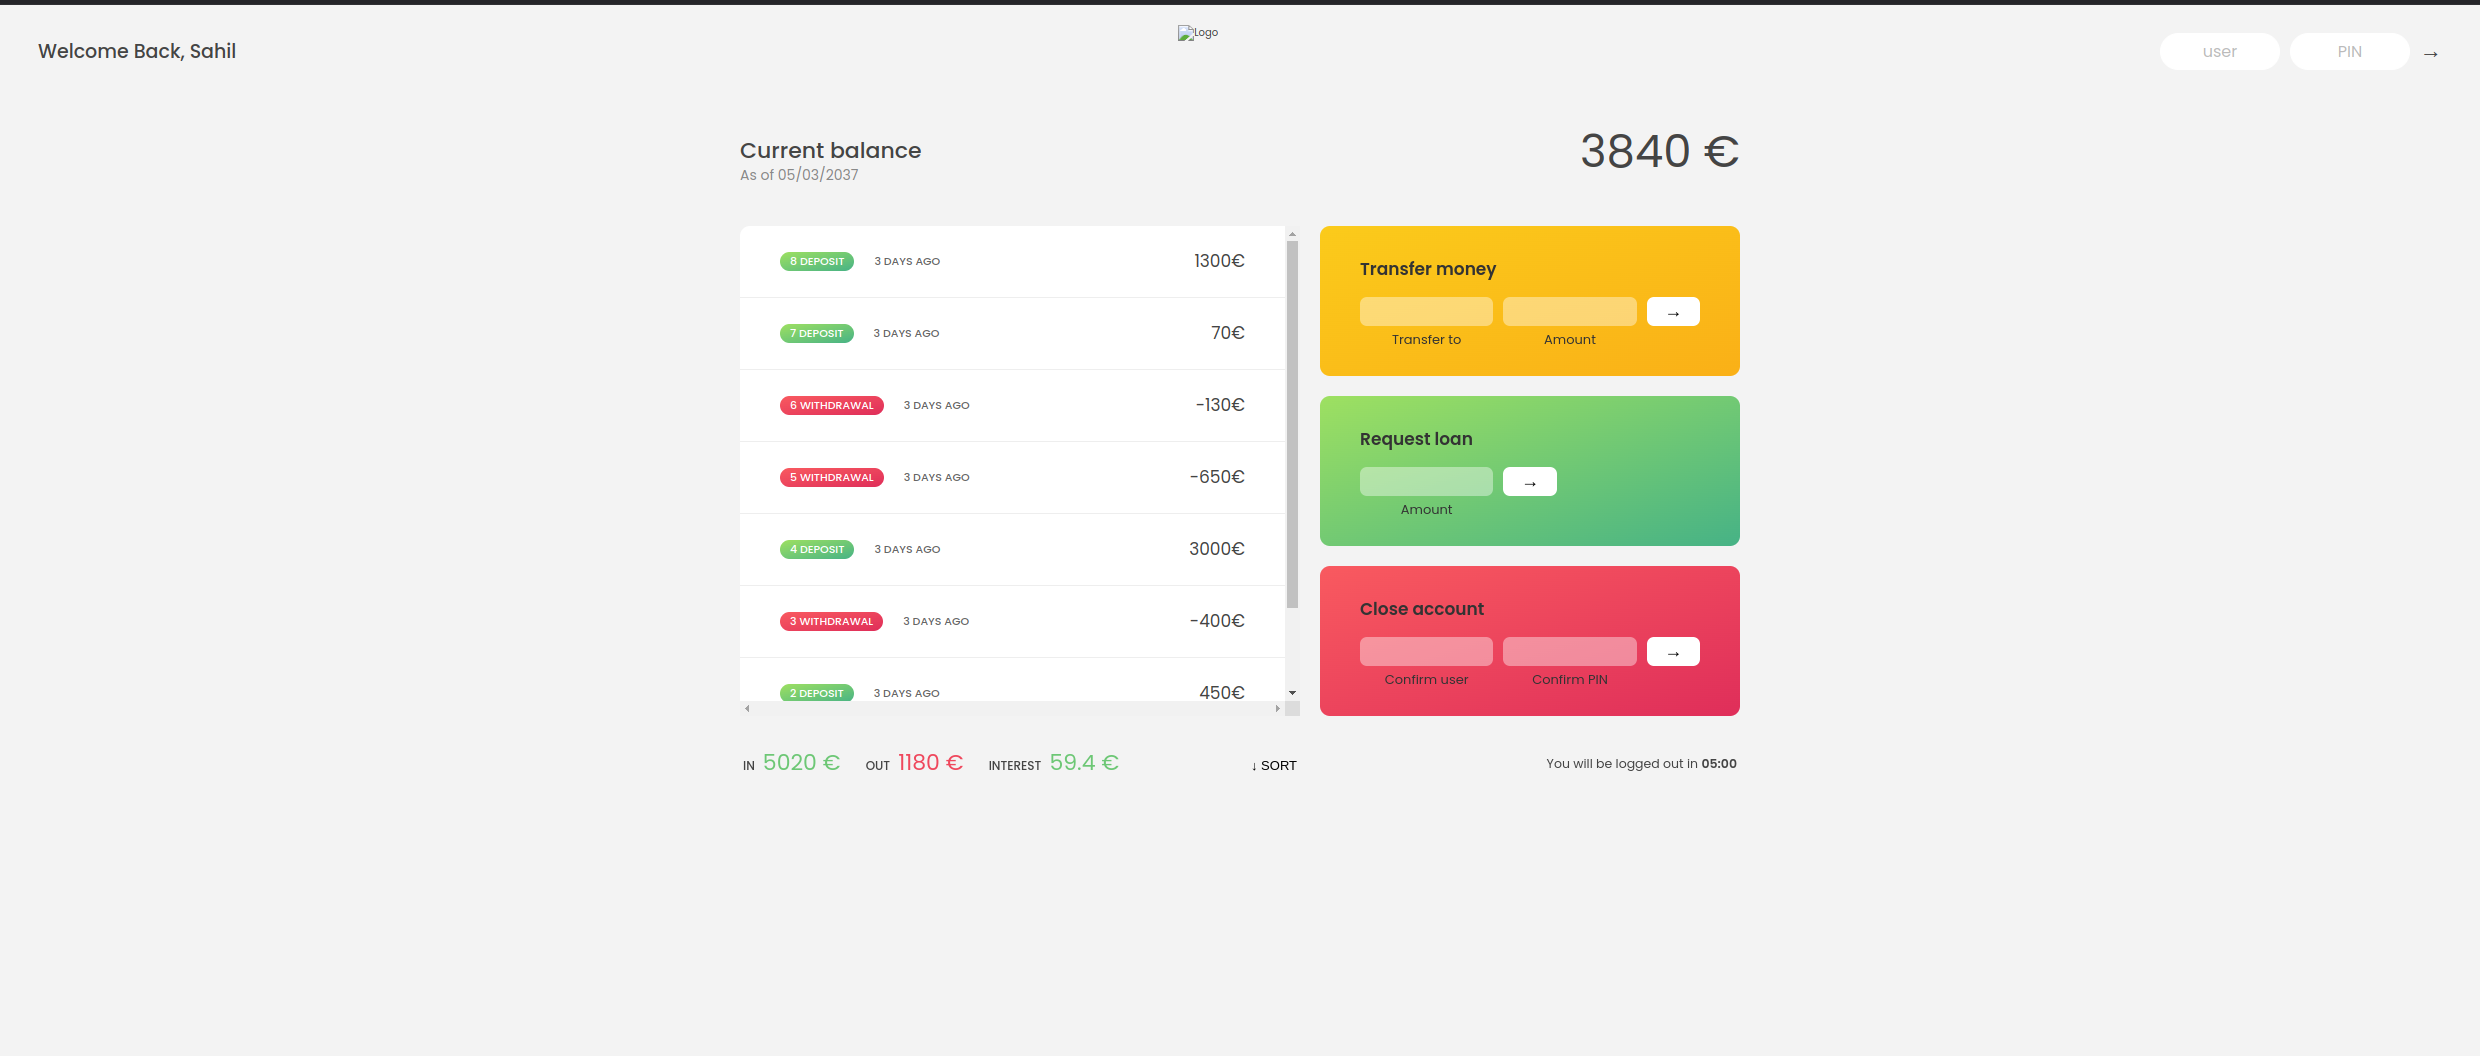 Welcome Back, Sahil
Logo
user PIN →
Current balance
As of 05/03/2037
3840 €
8 DEPOSIT 3 DAYS AGO 1300€
7 DEPOSIT 3 DAYS AGO 70€
6 WITHDRAWAL 3 DAYS AGO -130€
5 WITHDRAWAL 3 DAYS AGO -650€
4 DEPOSIT 3 DAYS AGO 3000€
3 WITHDRAWAL 3 DAYS AGO -400€
2 DEPOSIT 3 DAYS AGO 450€
Transfer money
→
Transfer to Amount
Request loan
→
Amount
Close account
→
Confirm user Confirm PIN
IN 5020 € OUT 1180 € INTEREST 59.4 € ↓ SORT
You will be logged out in 05:00